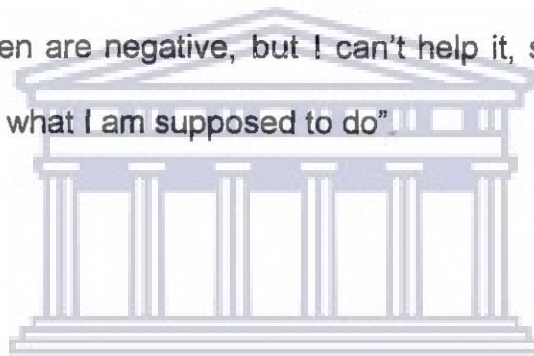 en are negative, but I can't help it, s
what I am supposed to do"